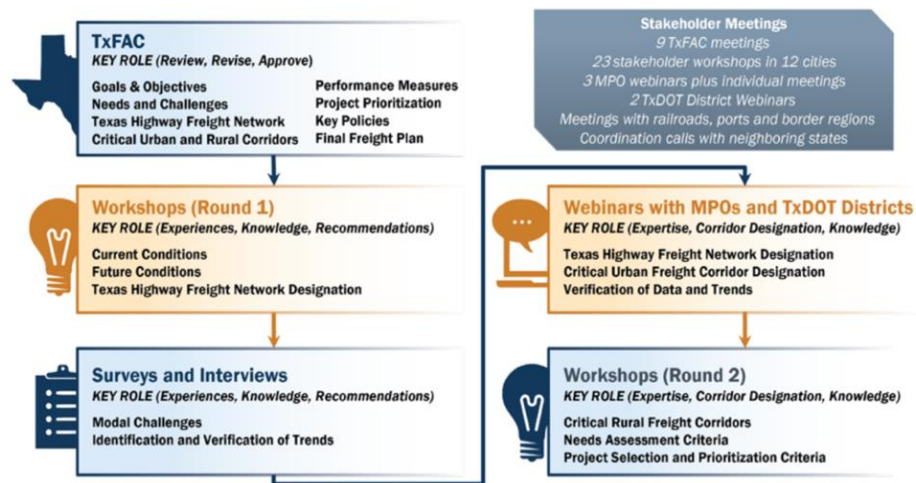 TxFAC
KEY ROLE (Review, Revise, Approve)
Goals & Objectives
Needs and Challenges
Texas Highway Freight Network
Critical Urban and Rural Corridors
Performance Measures
Project Prioritization
Key Policies
Final Freight Plan
Stakeholder Meetings
9 TxFAC meetings
23 stakeholder workshops in 12 cities
3 MPO webinars plus individual meetings
2 TxDOT District Webinars
Meetings with railroads, ports and border regions
Coordination calls with neighboring states
Workshops (Round 1)
KEY ROLE (Experiences, Knowledge, Recommendations)
Current Conditions
Future Conditions
Texas Highway Freight Network Designation
Surveys and Interviews
KEY ROLE (Experiences, Knowledge, Recommendations)
Modal Challenges
Identification and Verification of Trends
Webinars with MPOs and TxDOT Districts
KEY ROLE (Expertise, Corridor Designation, Knowledge)
Texas Highway Freight Network Designation
Critical Urban Freight Corridor Designation
Verification of Data and Trends
Workshops (Round 2)
KEY ROLE (Expertise, Corridor Designation, Knowledge)
Critical Rural Freight Corridors
Needs Assessment Criteria
Project Selection and Prioritization Criteria